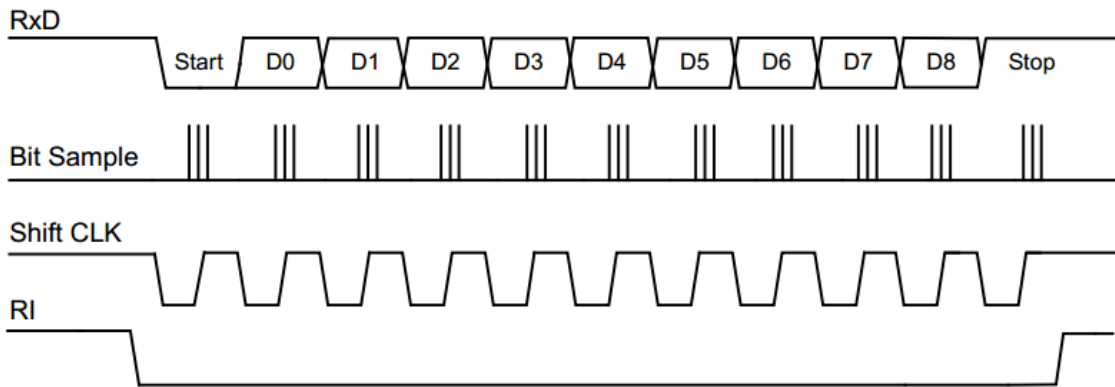 RxD
Start D0 D1 D2 D3 D4 D5 D6 D7 D8 Stop
Bit Sample
Shift CLK
RI